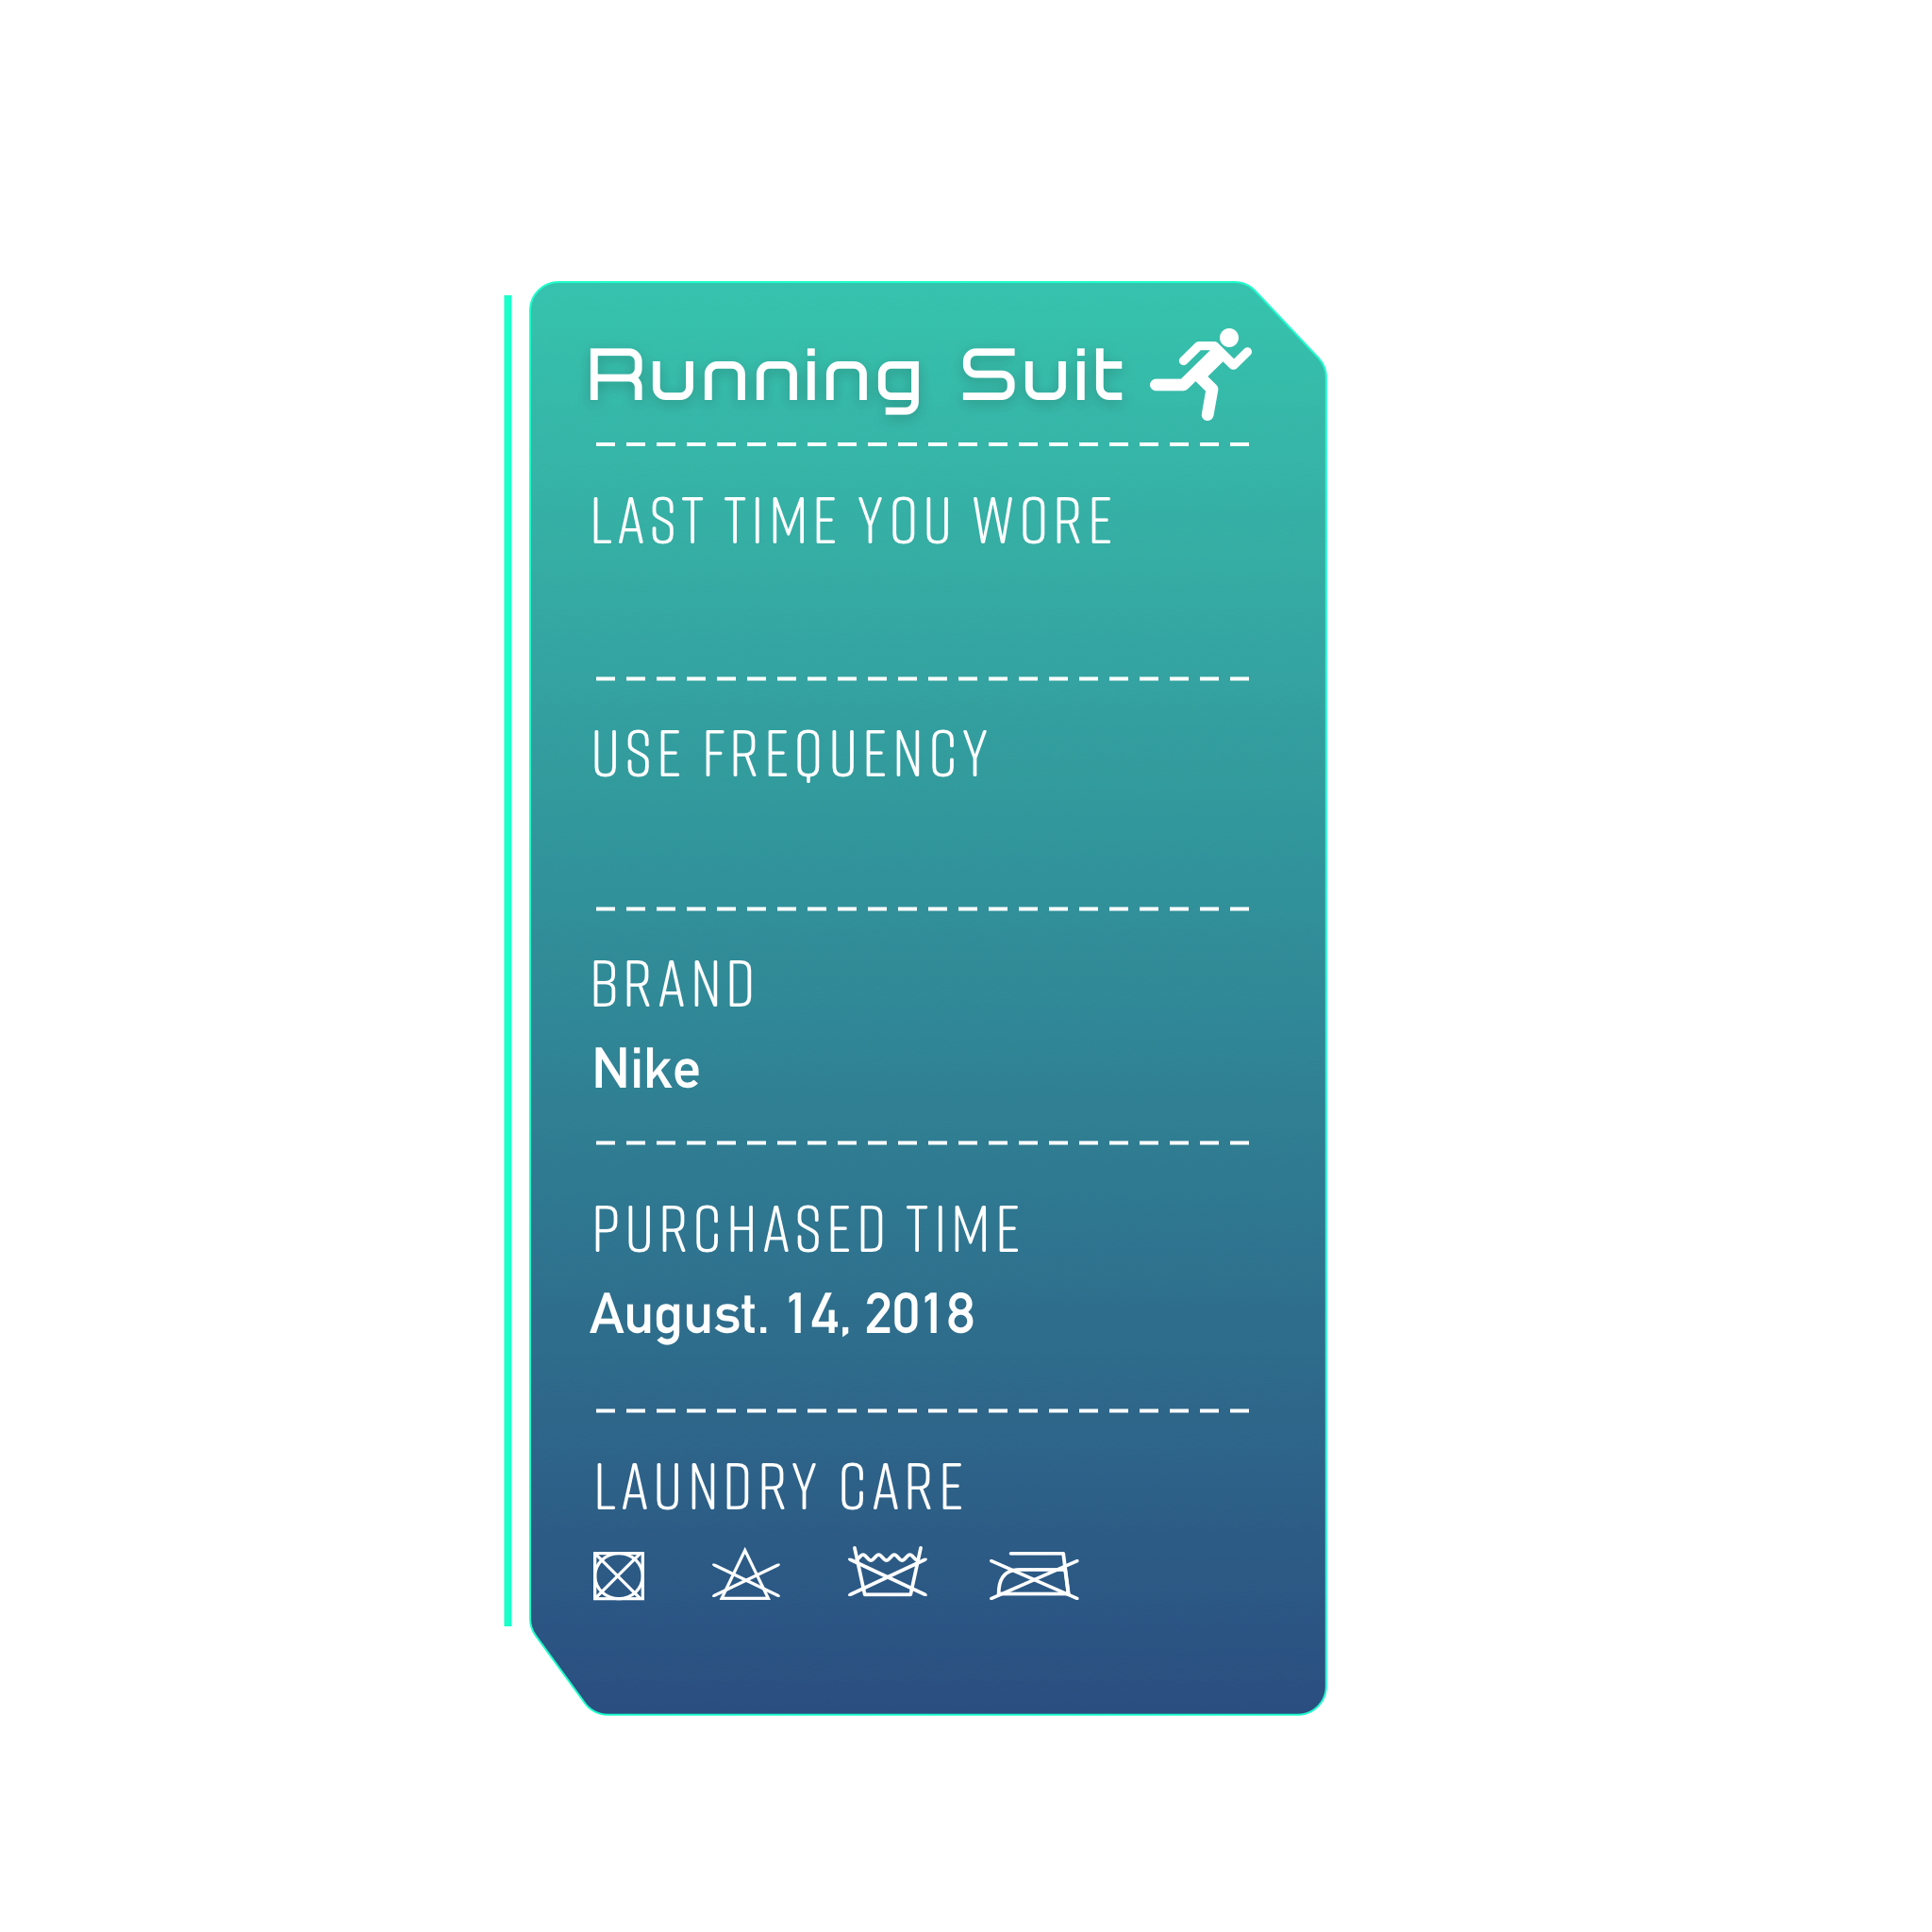 Running Suit
LAST TIME YOU WORE
USE FREQUENCY
BRAND
Nike
PURCHASED TIME
August. 14, 2018
LAUNDRY CARE